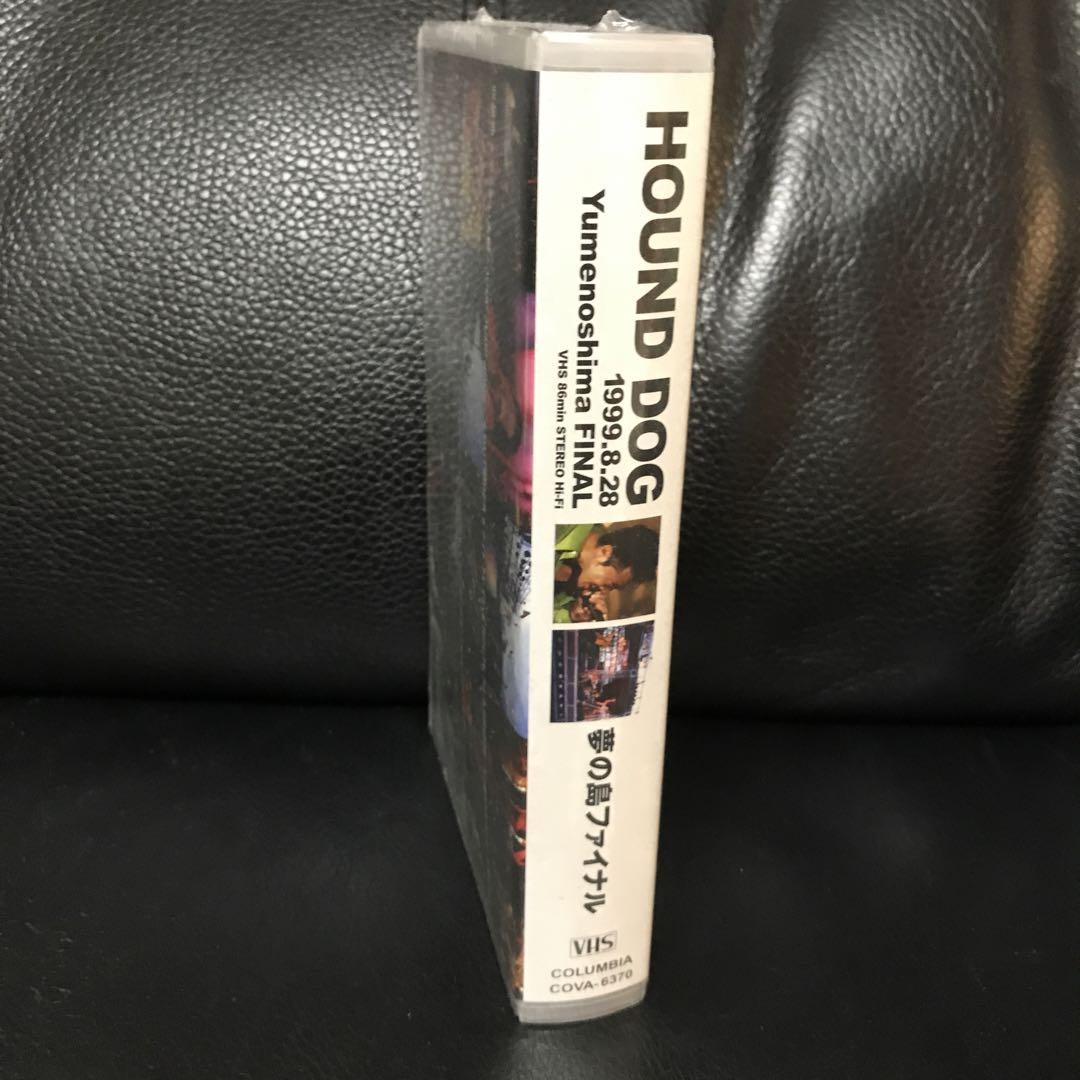 HOUND DOG
1999.8.28
Yumenoshima FINAL
VHS 86min STEREO Hi-Fi
夢の島ファイナル
VHS
COLUMBIA
COVA-6370